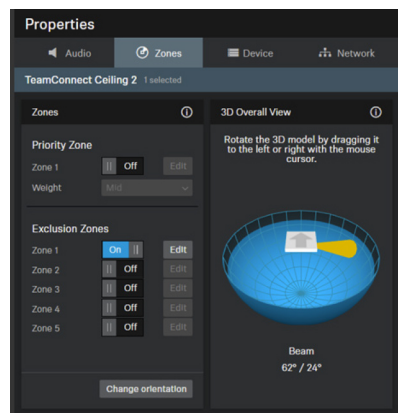 Properties
Audio Zones Device Network
TeamConnect Ceiling 2 1 selected
Zones
Priority Zone
Zone 1 Off Edit
Weight Mid
Exclusion Zones
Zone 1 On Edit
Zone 2 Off Edit
Zone 3 Off Edit
Zone 4 Off Edit
Zone 5 Off Edit
Change orientation
3D Overall View
Rotate the 3D model by dragging it
to the left or right with the mouse
cursor.
Beam
62° / 24°